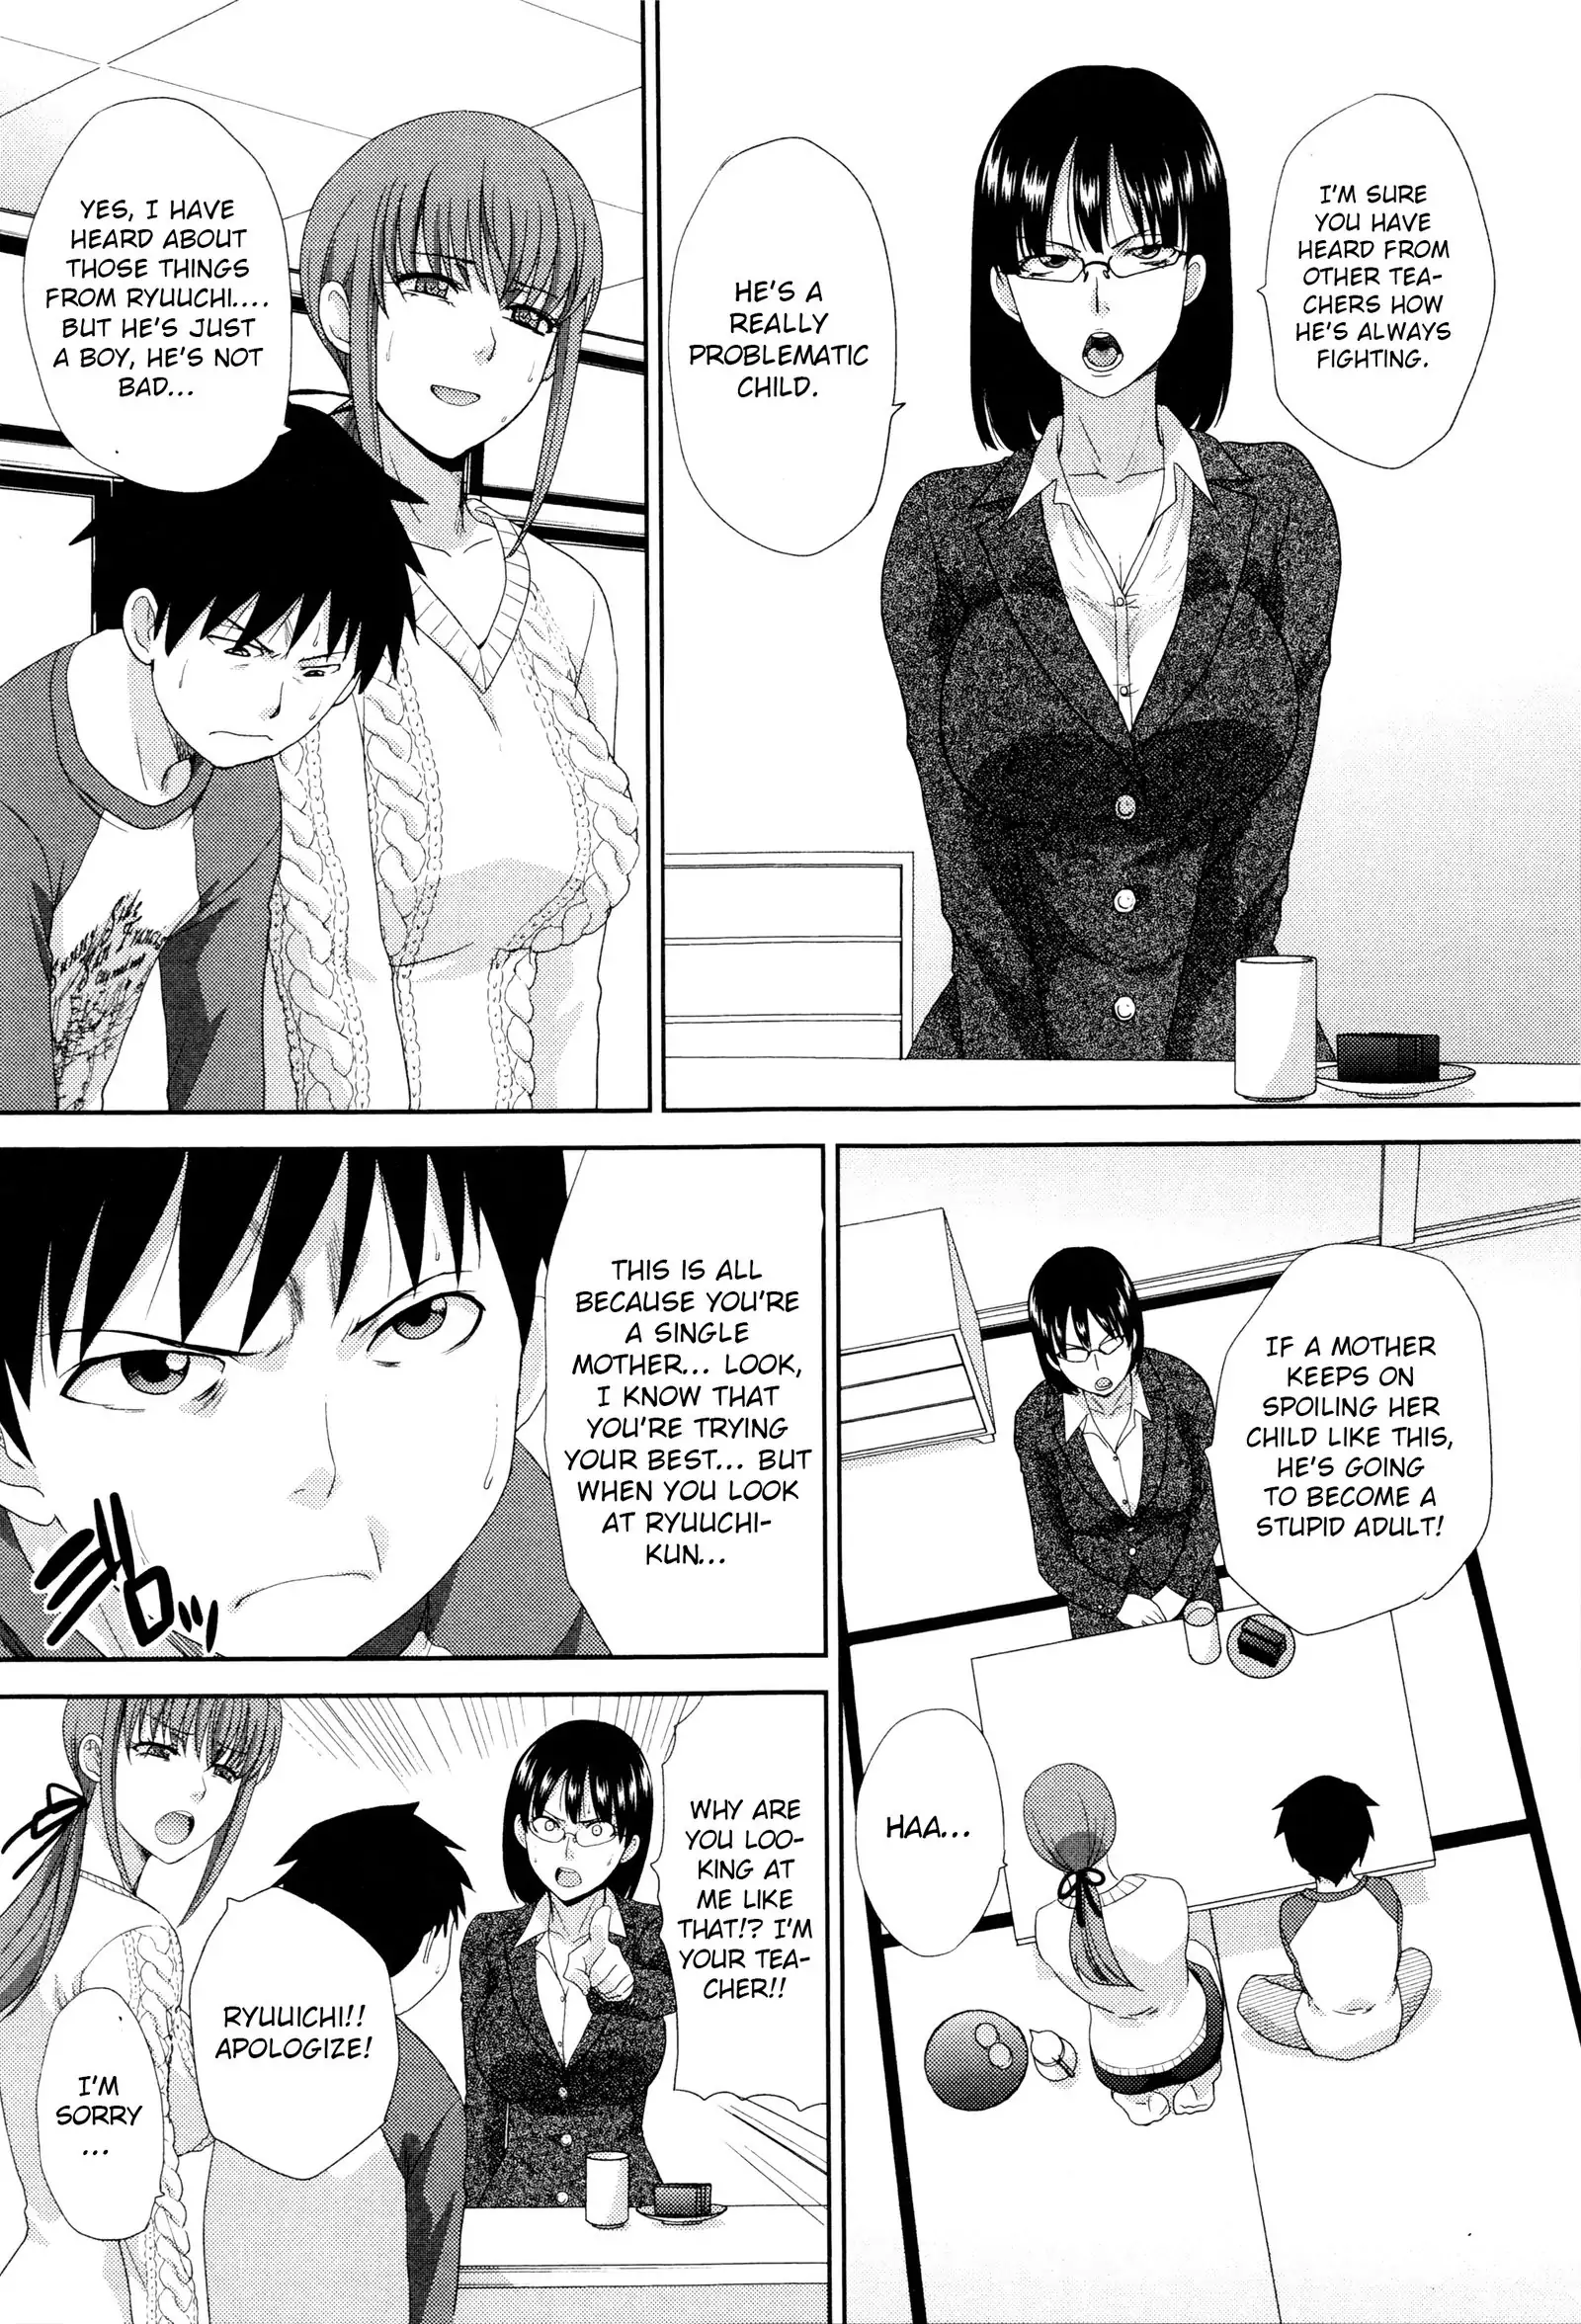 I'M SURE
YOU HAVE
HEARD FROM
OTHER TEA-
CHERS HOW
HE'S ALWAYS
FIGHTING.
HE'S A
REALLY
PROBLEMATIC
CHILD.
YES, I HAVE
HEARD ABOUT
THOSE THINGS
FROM RYUUCHI....
BUT HE'S JUST
A BOY, HE'S NOT
BAD...
IF A MOTHER
KEEPS ON
SPOILING HER
CHILD LIKE THIS,
HE'S GOING
TO BECOME A
STUPID ADULT!
HAA...
THIS IS ALL
BECAUSE YOU'RE
A SINGLE
MOTHER... LOOK,
I KNOW THAT
YOU'RE TRYING
YOUR BEST... BUT
WHEN YOU LOOK
AT RYUUCHI-
KUN...
WHY ARE
YOU LOO-
KING AT
ME LIKE
THAT!? I'M
YOUR TEA-
CHER!!
RYUUICHI!!
APOLOGIZE!
I'M
SORRY
...